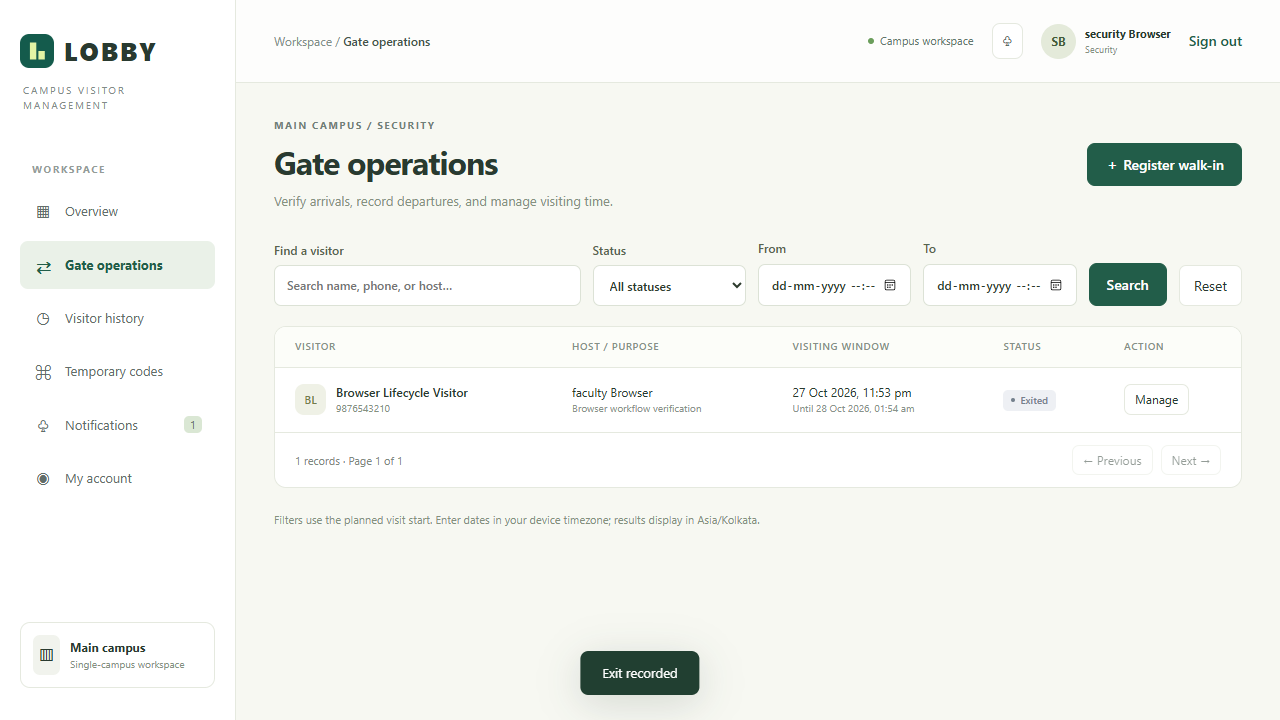 LOBBY
CAMPUS VISITOR
MANAGEMENT
WORKSPACE
Overview
Gate operations
Visitor history
Temporary codes
Notifications 1
My account
Main campus
Single-campus workspace
Workspace / Gate operations
Campus workspace
SB
security Browser
Security
Sign out
MAIN CAMPUS / SECURITY
Gate operations
Verify arrivals, record departures, and manage visiting time.
+ Register walk-in
Find a visitor
Search name, phone, or host...
Status
All statuses
From
dd-mm-yyyy --:--
To
dd-mm-yyyy --:--
Search
Reset
VISITOR HOST / PURPOSE VISITING WINDOW STATUS ACTION
BL
Browser Lifecycle Visitor
9876543210
faculty Browser
Browser workflow verification
27 Oct 2026, 11:53 pm
Until 28 Oct 2026, 01:54 am
Exited
Manage
1 records · Page 1 of 1
← Previous
Next →
Filters use the planned visit start. Enter dates in your device timezone; results display in Asia/Kolkata.
Exit recorded